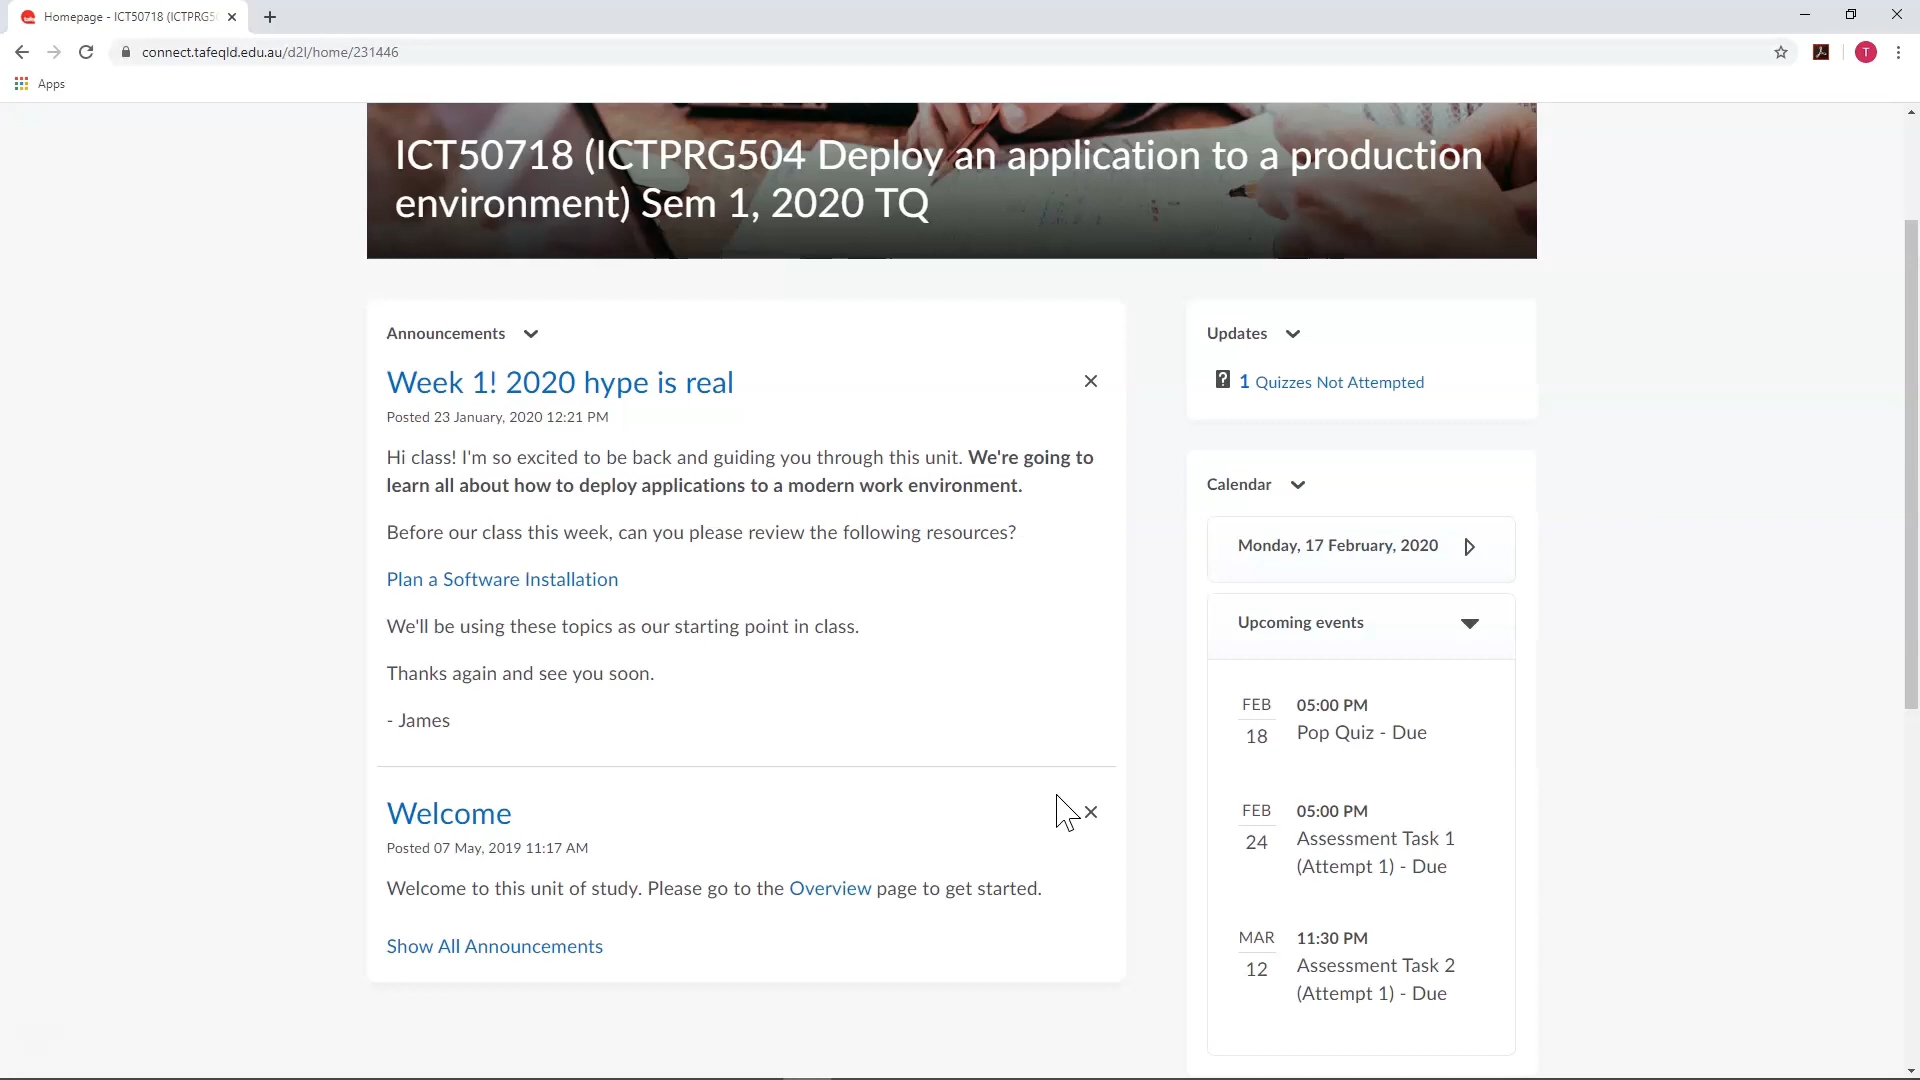 Homepage - ICT50718 (ICTPRG5
connect.tafeqld.edu.au/d2l/home/231446
T
Apps
ICT50718 (ICTPRG504 Deploy an application to a production
environment) Sem 1, 2020 TQ
Announcements
Week 1! 2020 hype is real
Posted 23 January, 2020 12:21 PM
Hi class! I'm so excited to be back and guiding you through this unit. We're going to
learn all about how to deploy applications to a modern work environment.
Before our class this week, can you please review the following resources?
Plan a Software Installation
We'll be using these topics as our starting point in class.
Thanks again and see you soon.
- James
Welcome
Posted 07 May, 2019 11:17 AM
Welcome to this unit of study. Please go to the Overview page to get started.
Show All Announcements
Updates
1 Quizzes Not Attempted
Calendar
Monday, 17 February, 2020
Upcoming events
FEB 05:00 PM
18 Pop Quiz - Due
FEB 05:00 PM
24 Assessment Task 1
(Attempt 1) - Due
MAR 11:30 PM
12 Assessment Task 2
(Attempt 1) - Due